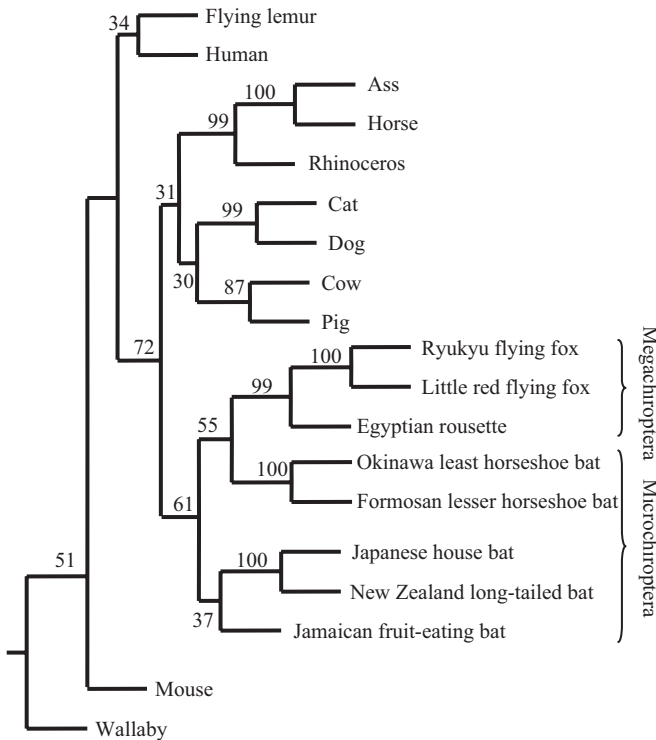 34
Flying lemur
Human
100
Ass
99
Horse
Rhinoceros
31
99
Cat
Dog
30
87
Cow
Pig
72
100
Ryukyu flying fox
99
Little red flying fox
55
Egyptian rousette
Megachiroptera
100
Okinawa least horseshoe bat
61
Formosan lesser horseshoe bat
100
Japanese house bat
New Zealand long-tailed bat
37
Jamaican fruit-eating bat
Microchiroptera
51
Mouse
Wallaby